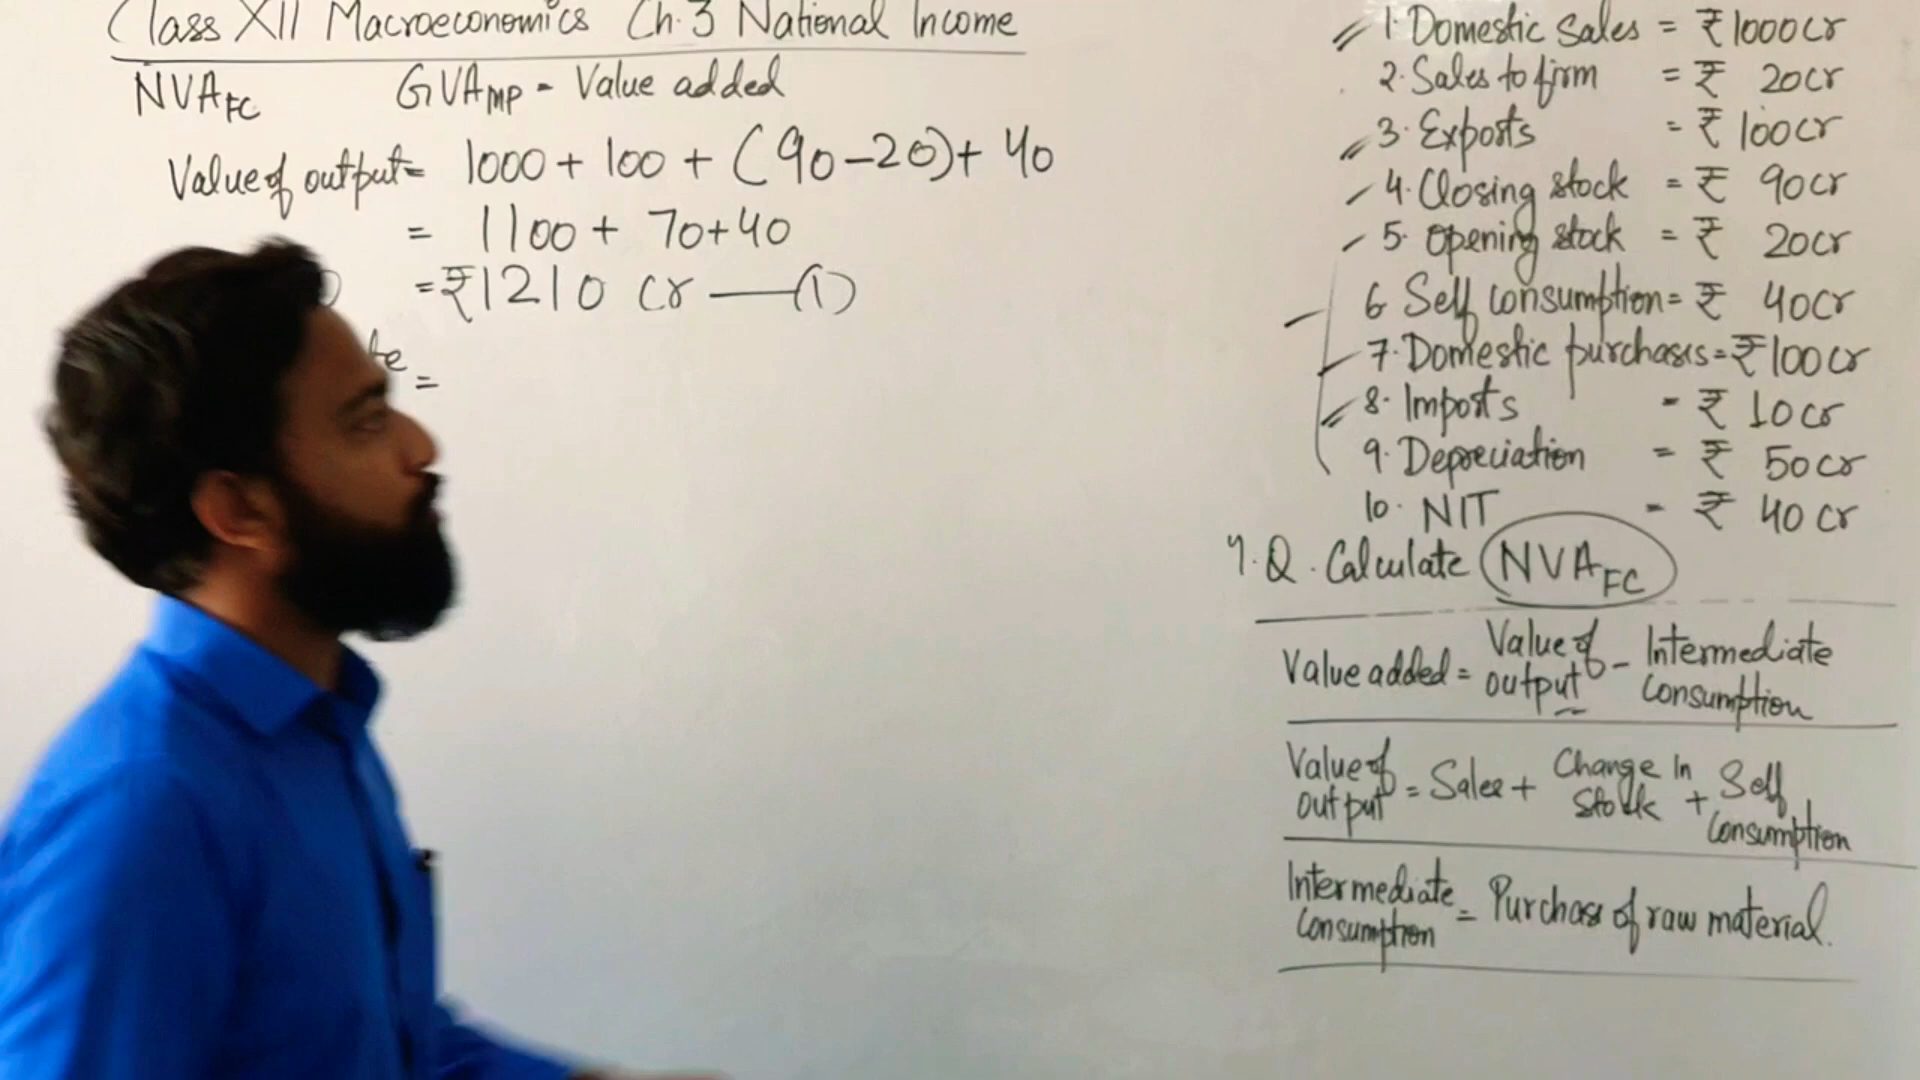 Class XII Macroeconomics Ch.3 National Income
NVAFC GVAMP = Value added
Value of output = 1000 + 100 + (90-20) + 40
= 1100 + 70 + 40
= ₹1210 cr —(1)
=
1. Domestic Sales = ₹1000cr
2. Sales to firm = ₹ 20cr
3. Exports = ₹100cr
4. Closing stock = ₹ 90cr
5. Opening stock = ₹ 20cr
6 Self consumption = ₹ 40cr
7. Domestic purchases = ₹100cr
8. Imports = ₹ 10cr
9. Depreciation = ₹ 50cr
10. NIT = ₹ 40cr
Q. Calculate NVAFC
Value added = Value of output - Intermediate Consumption
Value of output = Sales + Change In Stock + Self Consumption
Intermediate Consumption = Purchase of raw material.